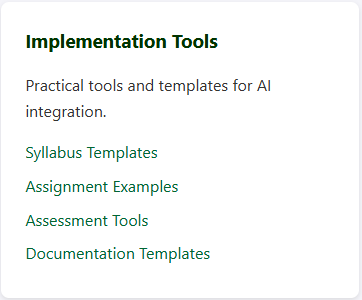 Implementation Tools
Practical tools and templates for AI
integration.
Syllabus Templates
Assignment Examples
Assessment Tools
Documentation Templates